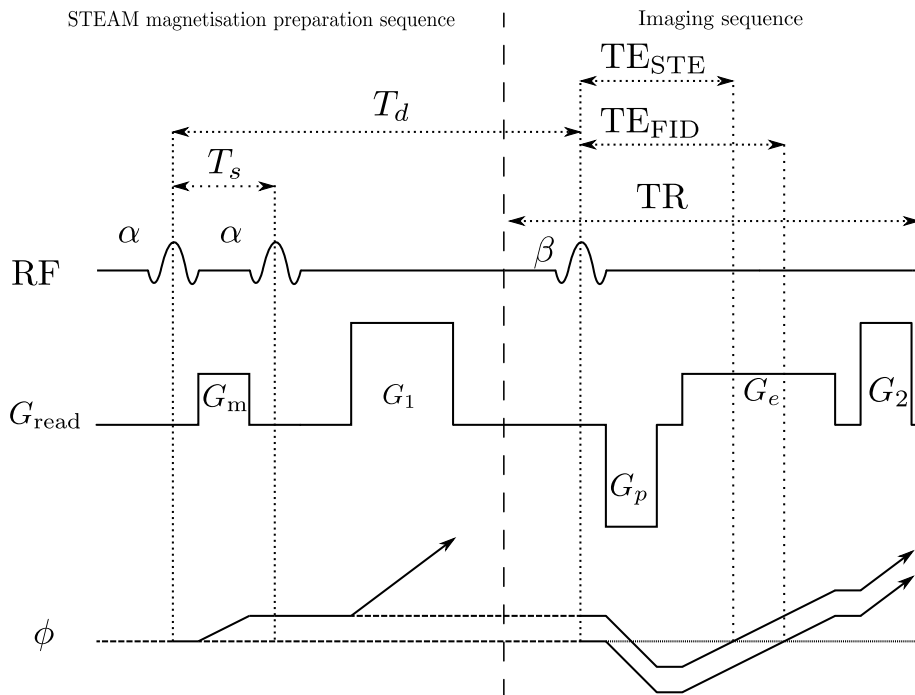 STEAM magnetisation preparation sequence
Imaging sequence
TE_STE
T_d
TE_FID
T_s
TR
α α β
RF
G_m G_1 G_e G_2
G_read
G_p
ϕ